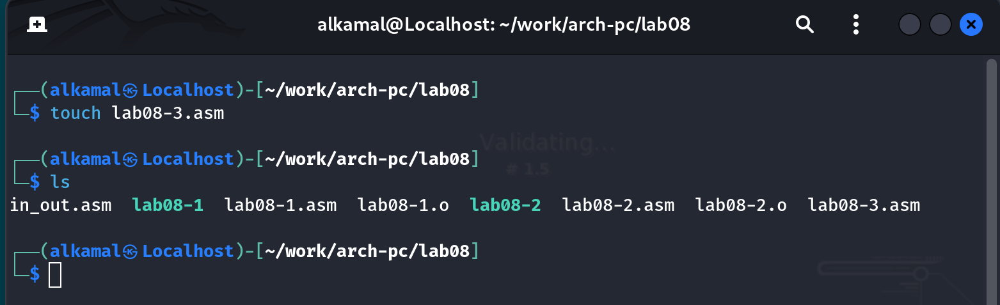 alkamal@Localhost: ~/work/arch-pc/lab08
┌──(alkamal㉿Localhost)-[~/work/arch-pc/lab08]
└─$ touch lab08-3.asm
Validating...
┌──(alkamal㉿Localhost)-[~/work/arch-pc/lab08]
# 1.5
└─$ ls
in_out.asm  lab08-1  lab08-1.asm  lab08-1.o  lab08-2  lab08-2.asm  lab08-2.o  lab08-3.asm
┌──(alkamal㉿Localhost)-[~/work/arch-pc/lab08]
└─$